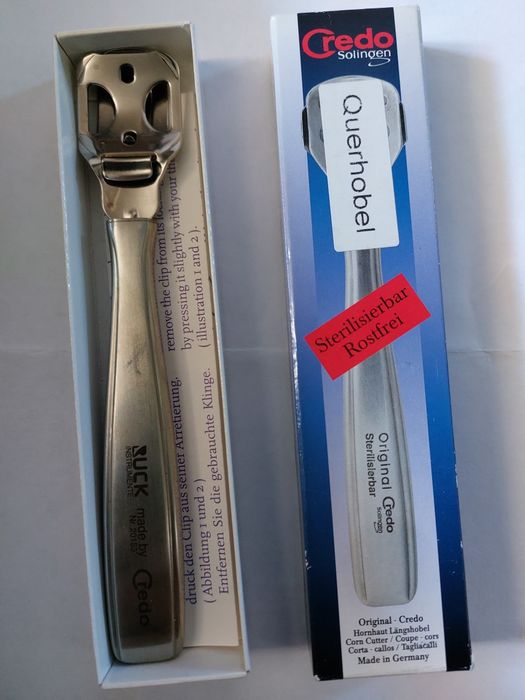 remove the clip from its lo
by pressing it slightly with your th
( illustration 1 and 2 ).
druck den Clip aus seiner Arretierung.
( Abbildung 1 und 2 )
Entfernen Sie die gebrauchte Klinge.
RUCK
INSTRUMENTE
made by Credo
Credo
Solingen
Querhobel
Sterilisierbar
Rostfrei
Original Credo
Solingen
Sterilisierbar
Original - Credo
Hornhaut Längshobel
Corn Cutter / Coupe - cors
Corta - callos / Tagliacalli
Made in Germany